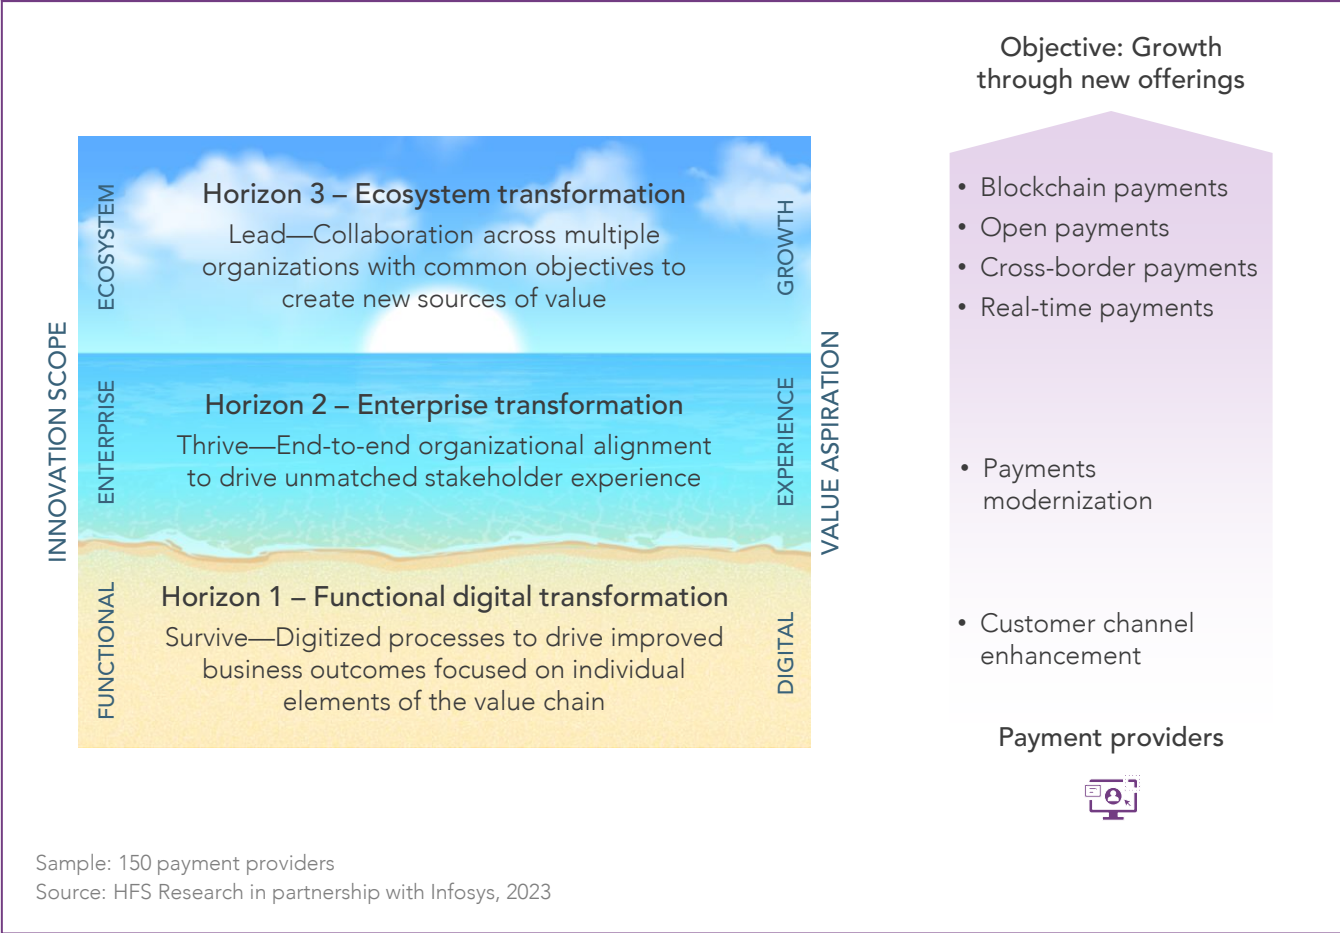 Objective: Growth
through new offerings
INNOVATION SCOPE
ECOSYSTEM
Horizon 3 – Ecosystem transformation
Lead—Collaboration across multiple
organizations with common objectives to
create new sources of value
GROWTH
ENTERPRISE
Horizon 2 – Enterprise transformation
Thrive—End-to-end organizational alignment
to drive unmatched stakeholder experience
EXPERIENCE
FUNCTIONAL
Horizon 1 – Functional digital transformation
Survive—Digitized processes to drive improved
business outcomes focused on individual
elements of the value chain
DIGITAL
VALUE ASPIRATION
• Blockchain payments
• Open payments
• Cross-border payments
• Real-time payments
• Payments
modernization
• Customer channel
enhancement
Payment providers
Sample: 150 payment providers
Source: HFS Research in partnership with Infosys, 2023